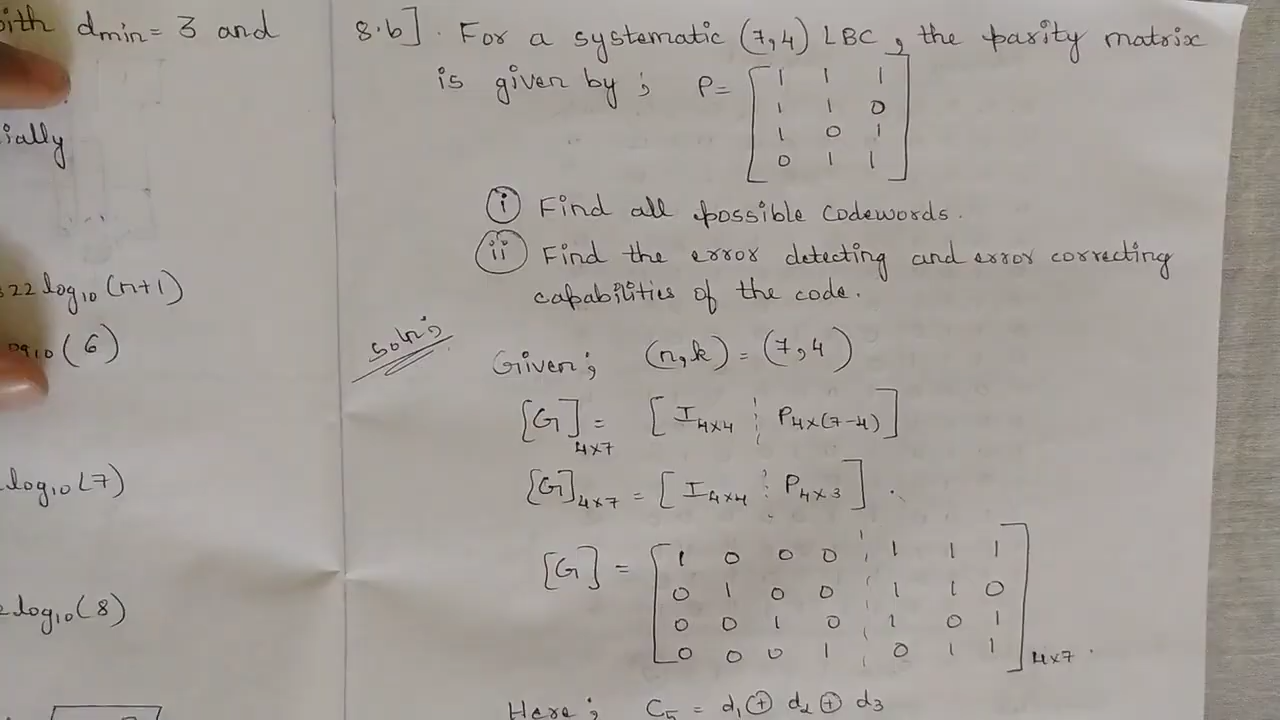 ith dmin = 3 and
ially
22 log10 (n+1)
log10 (6)
log10 (7)
log10 (8)
8.b]. For a systematic (7,4) LBC, the parity matrix
is given by; P= [ 1 1 1
1 1 0
1 0 1
0 1 1 ]
(i) Find all possible codewords.
(ii) Find the error detecting and error correcting
capabilities of the code.
Soln;
Given; (n,k) = (7,4)
[G]4x7 = [ I4x4 ⋮ P4x(7-4) ]
[G]4x7 = [ I4x4 ⋮ P4x3 ].
[G] = [ 1 0 0 0 ⋮ 1 1 1
0 1 0 0 ⋮ 1 1 0
0 0 1 0 ⋮ 1 0 1
0 0 0 1 ⋮ 0 1 1 ]4x7.
Here; C5 = d1 ⊕ d2 ⊕ d3